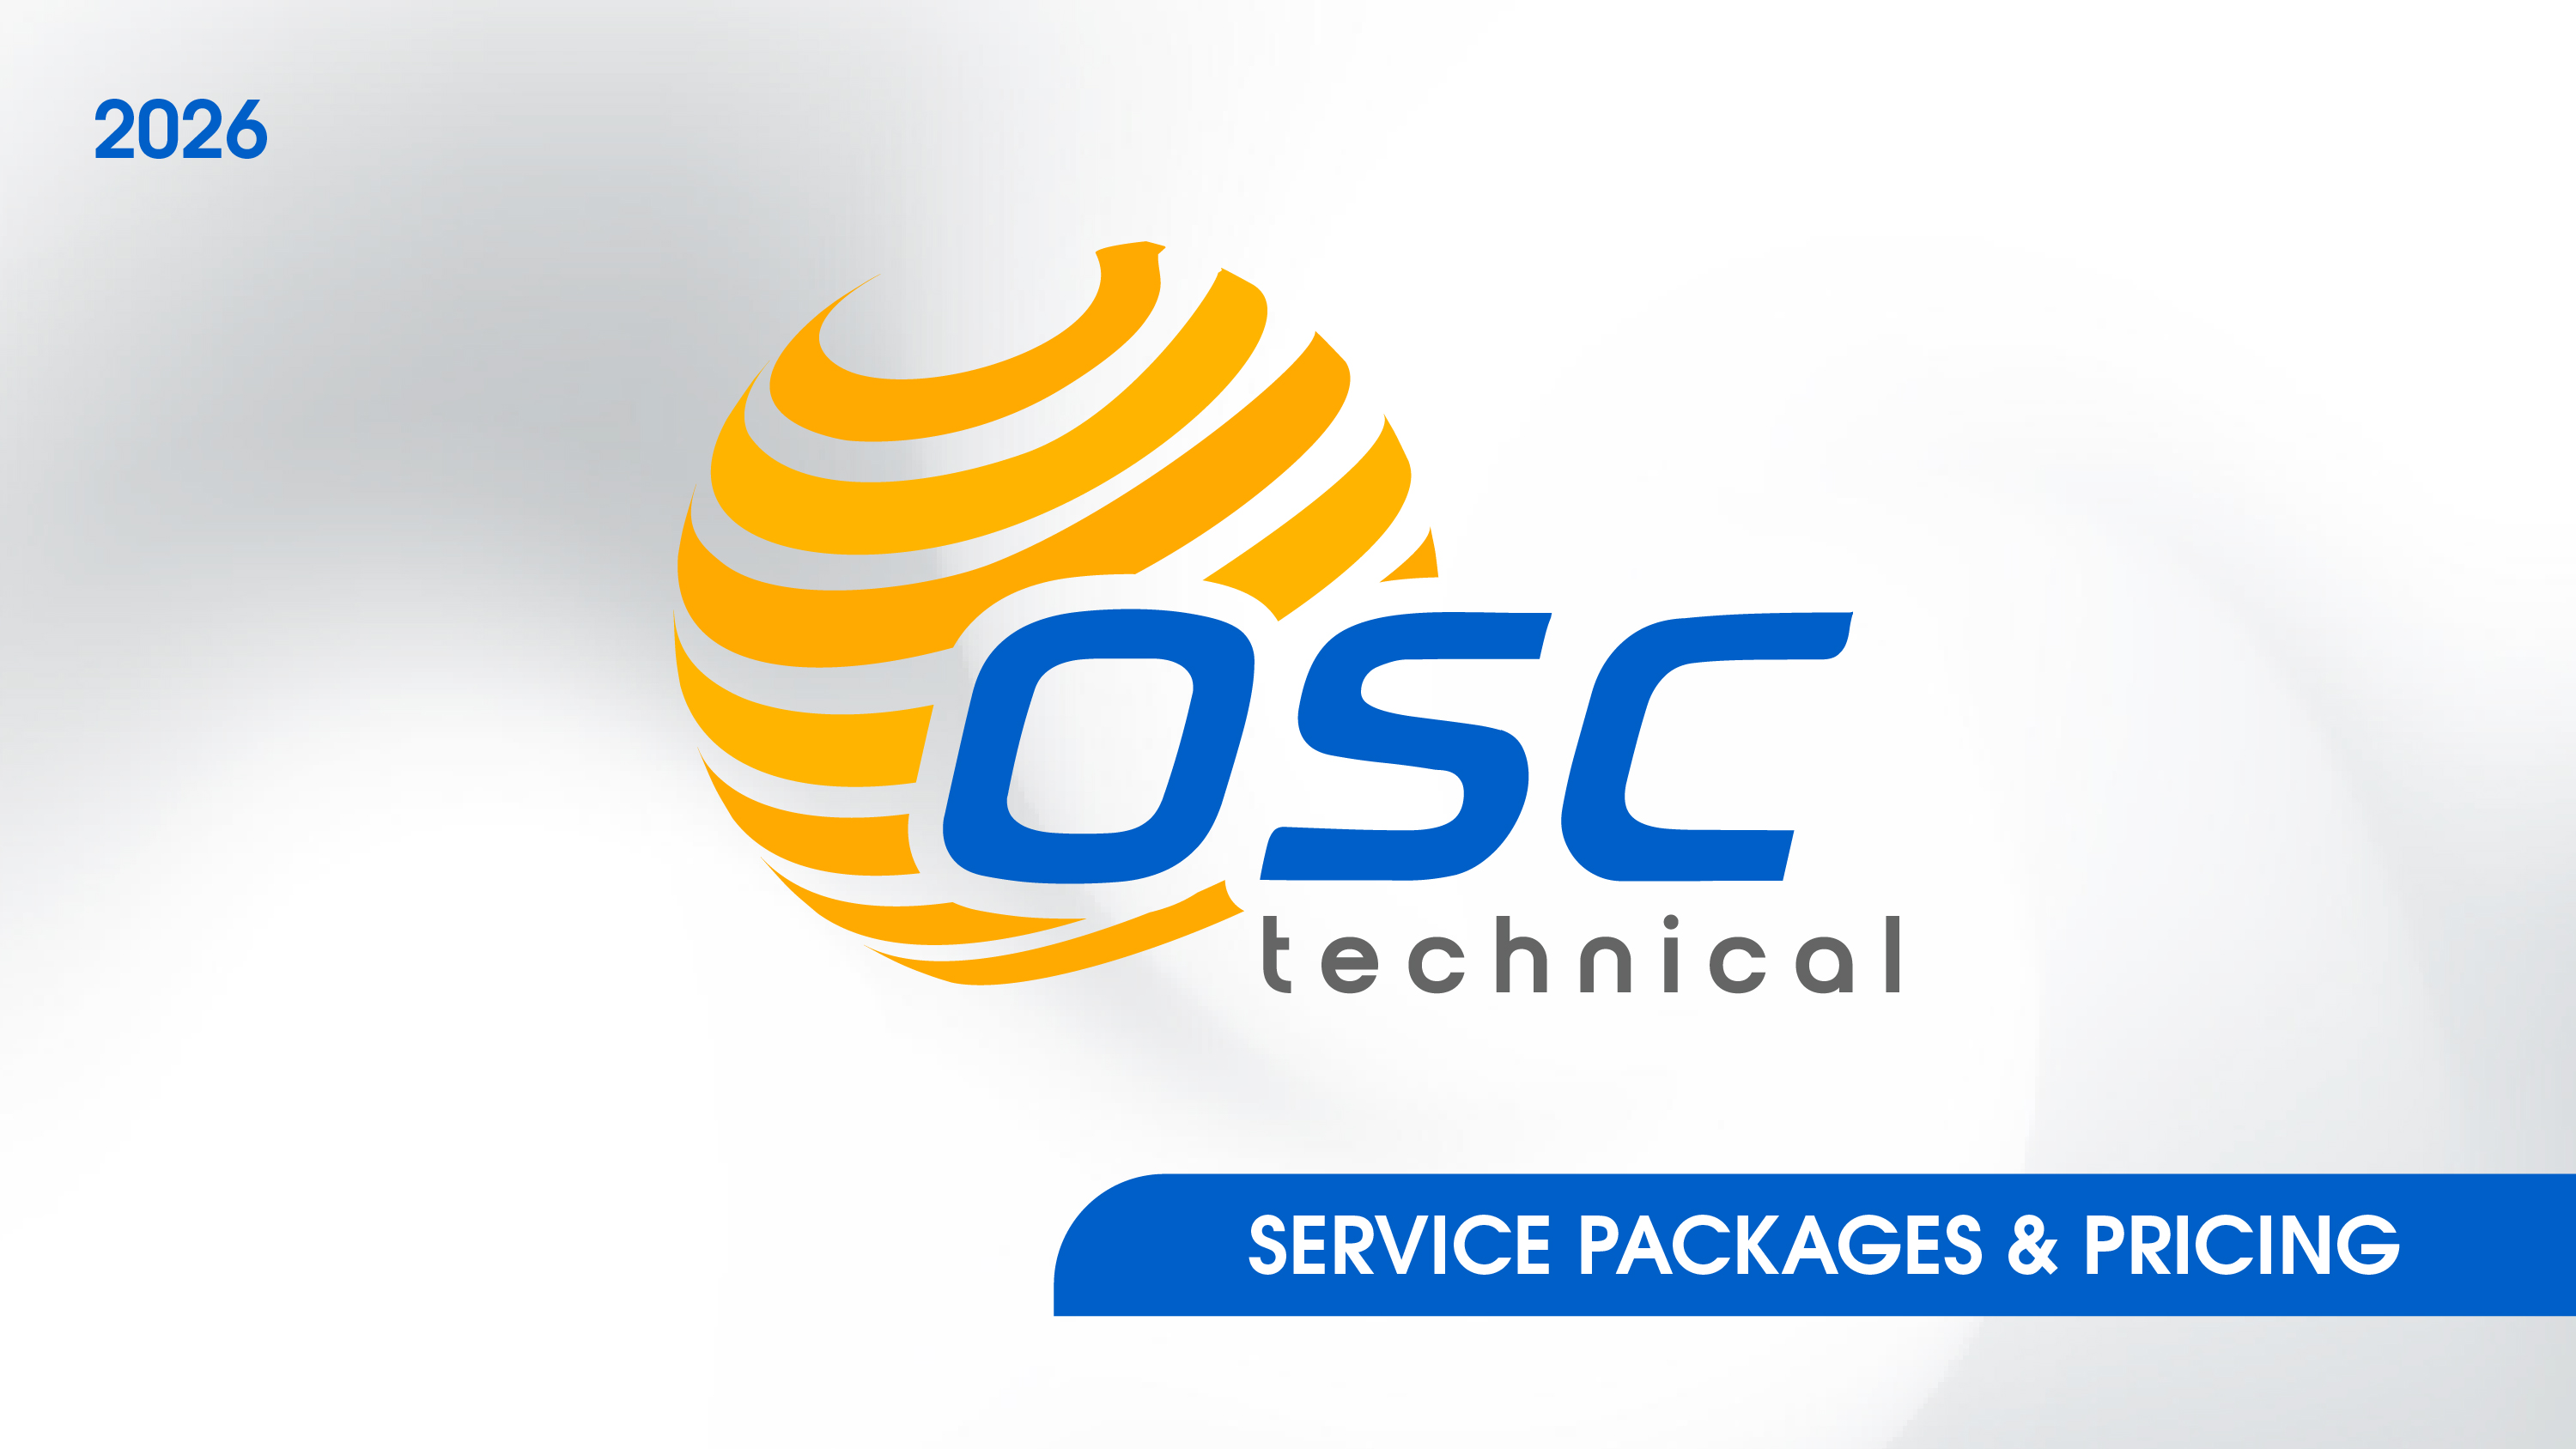 2026
OSC
technical
SERVICE PACKAGES & PRICING